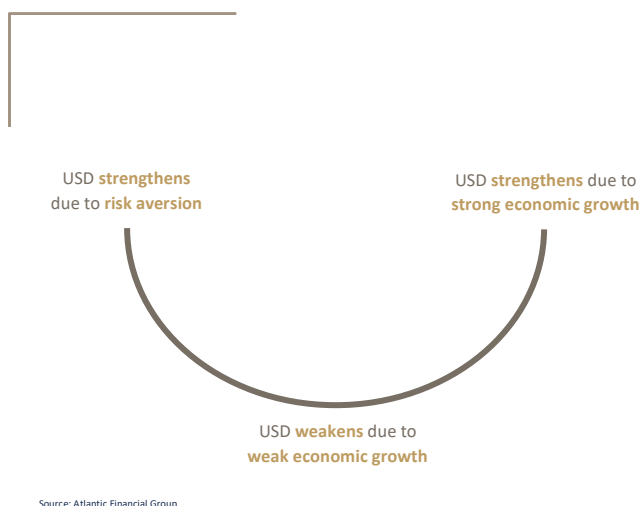 USD strengthens
due to risk aversion
USD strengthens due to
strong economic growth
USD weakens due to
weak economic growth
Source: Atlantic Financial Group